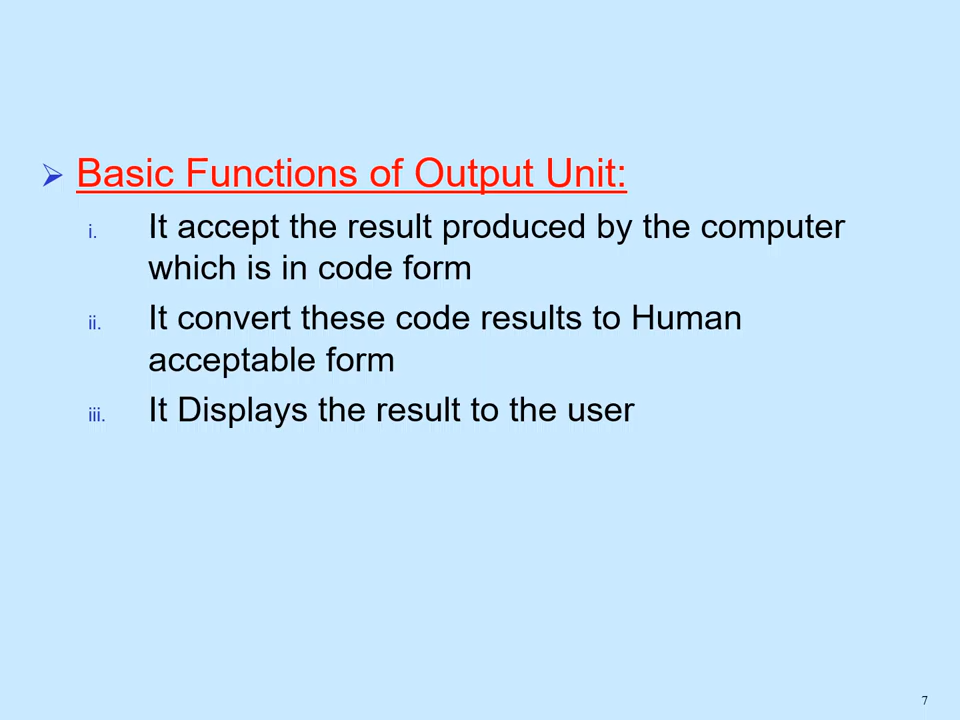 ➢ Basic Functions of Output Unit:
i. It accept the result produced by the computer
which is in code form
ii. It convert these code results to Human
acceptable form
iii. It Displays the result to the user
7